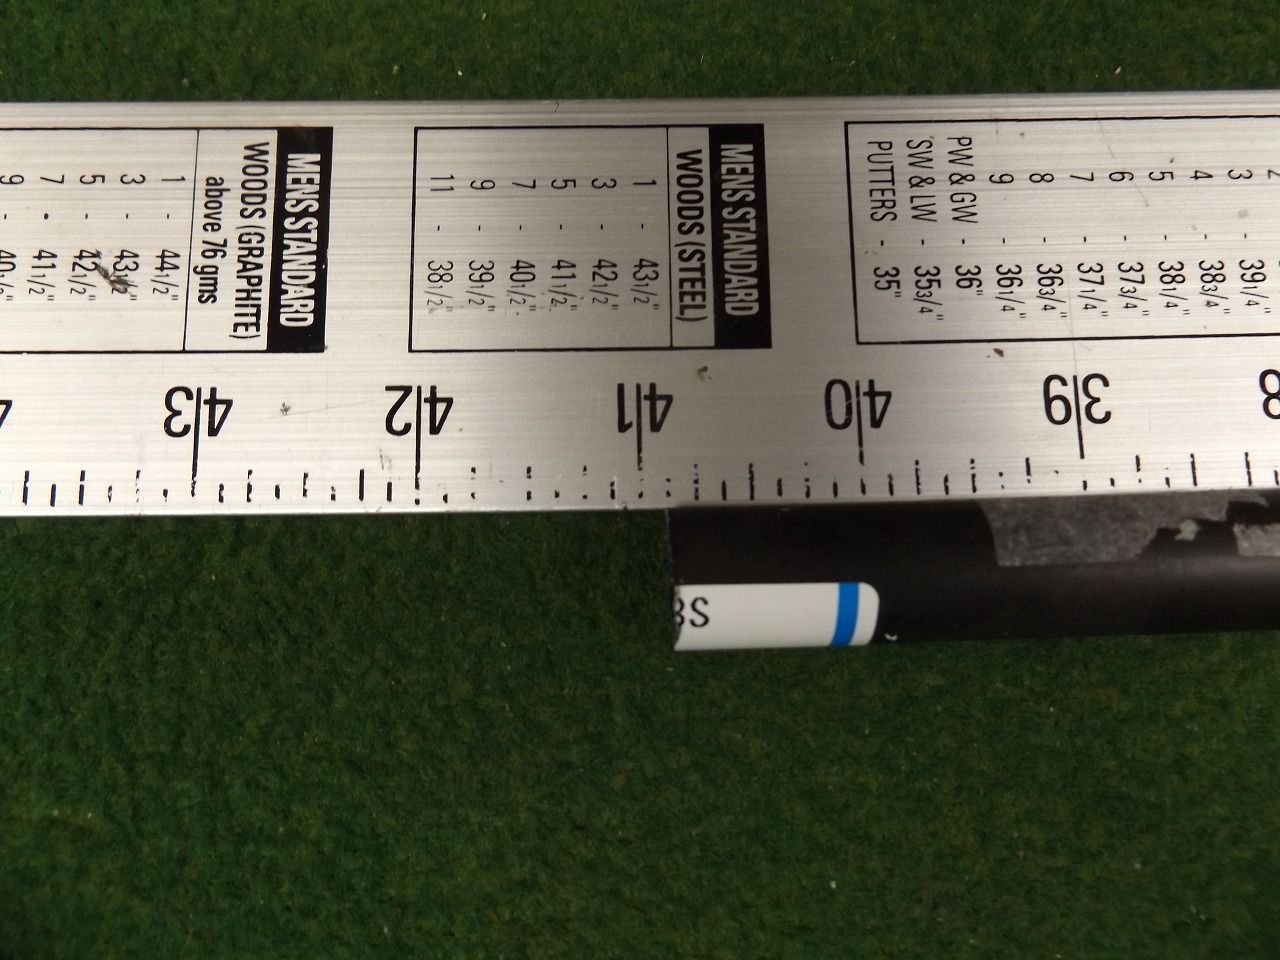 MENS STANDARD
WOODS (GRAPHITE)
above 76 gms
1 - 44 1/2"
3 - 43 1/2"
5 - 42 1/2"
7 - 41 1/2"
9 - 40 1/2"
MENS STANDARD
WOODS (STEEL)
1 - 43 1/2"
3 - 42 1/2"
5 - 41 1/2"
7 - 40 1/2"
9 - 39 1/2"
11 - 38 1/2"
3 - 39 1/4"
4 - 38 3/4"
5 - 38 1/4"
6 - 37 3/4"
7 - 37 1/4"
8 - 36 3/4"
9 - 36 1/4"
PW & GW - 36"
SW & LW - 35 3/4"
PUTTERS - 35"
43
42
41
40
39